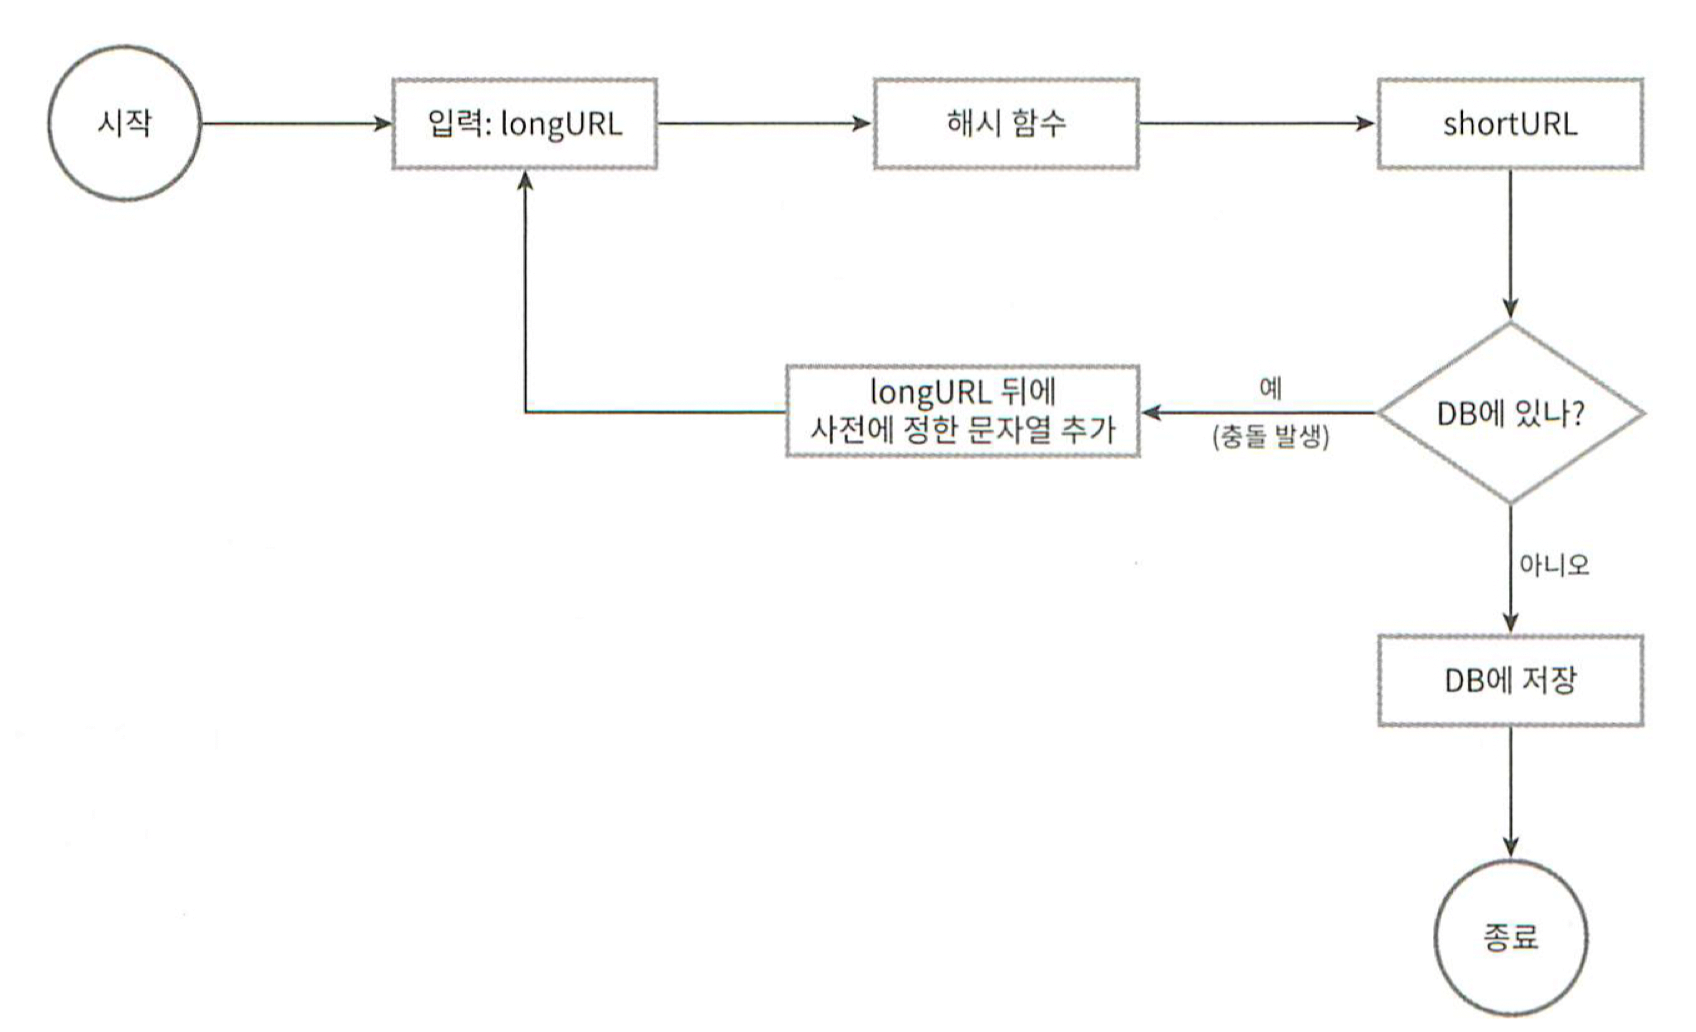 시작
입력: longURL
해시 함수
shortURL
DB에 있나?
예
(충돌 발생)
longURL 뒤에
사전에 정한 문자열 추가
아니오
DB에 저장
종료